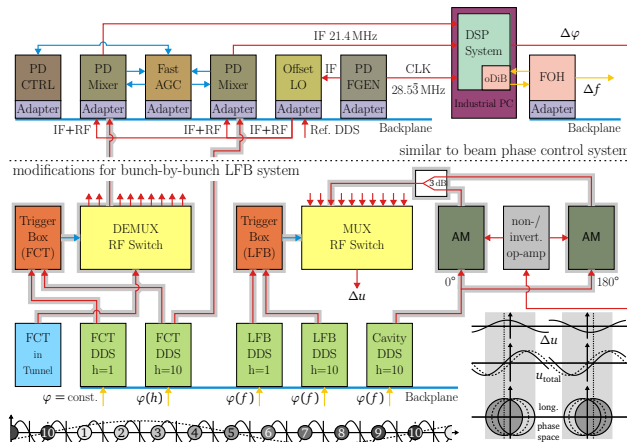 IF 21.4 MHz
DSP
System
oDiB
Industrial PC
Δφ
PD
CTRL
Adapter
PD
Mixer
Adapter
Fast
AGC
Adapter
PD
Mixer
Adapter
Offset
LO
Adapter
IF
PD
FGEN
Adapter
CLK
28.53̄ MHz
FOH
Adapter
Δf
IF+RF
IF+RF
IF+RF
Ref. DDS
Backplane
Backplane
similar to beam phase control system
modifications for bunch-by-bunch LFB system
Trigger
Box
(FCT)
DEMUX
RF Switch
Trigger
Box
(LFB)
MUX
RF Switch
Δu
3 dB
AM
0°
non-/
invert.
op-amp
AM
180°
FCT
in
Tunnel
FCT
DDS
h=1
FCT
DDS
h=10
LFB
DDS
h=1
LFB
DDS
h=10
Cavity
DDS
h=10
φ = const.
φ(h)
φ(f)
φ(f)
φ(f)
Backplane
Δu
utotal
long.
phase
space
10 1 2 3 4 5 6 7 8 9 10